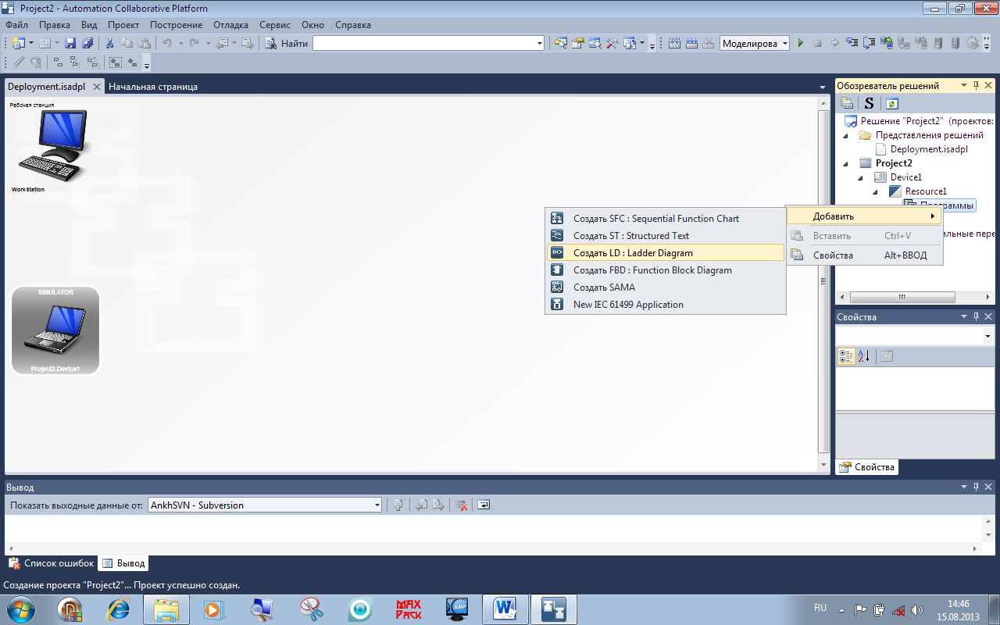 Project2 - Automation Collaborative Platform
Файл Правка Вид Проект Построение Отладка Сервис Окно Справка
Найти Моделирова
Deployment.isadpl Начальная страница
Рабочая станция
WorkStation
SIMULATOR
Project2.Device1
Обозреватель решений
S
Решение "Project2" (проектов:
Представления решений
Deployment.isadpl
Project2
Device1
Resource1
Программы
альные пере
Добавить
Вставить Ctrl+V
Свойства Alt+ВВОД
Создать SFC : Sequential Function Chart
Создать ST : Structured Text
Создать LD : Ladder Diagram
Создать FBD : Function Block Diagram
Создать SAMA
New IEC 61499 Application
Свойства
Свойства
Вывод
Показать выходные данные от: AnkhSVN - Subversion
Список ошибок Вывод
Создание проекта "Project2"... Проект успешно создан.
MAX
PACK
KMP
W
RU
14:46
15.08.2013